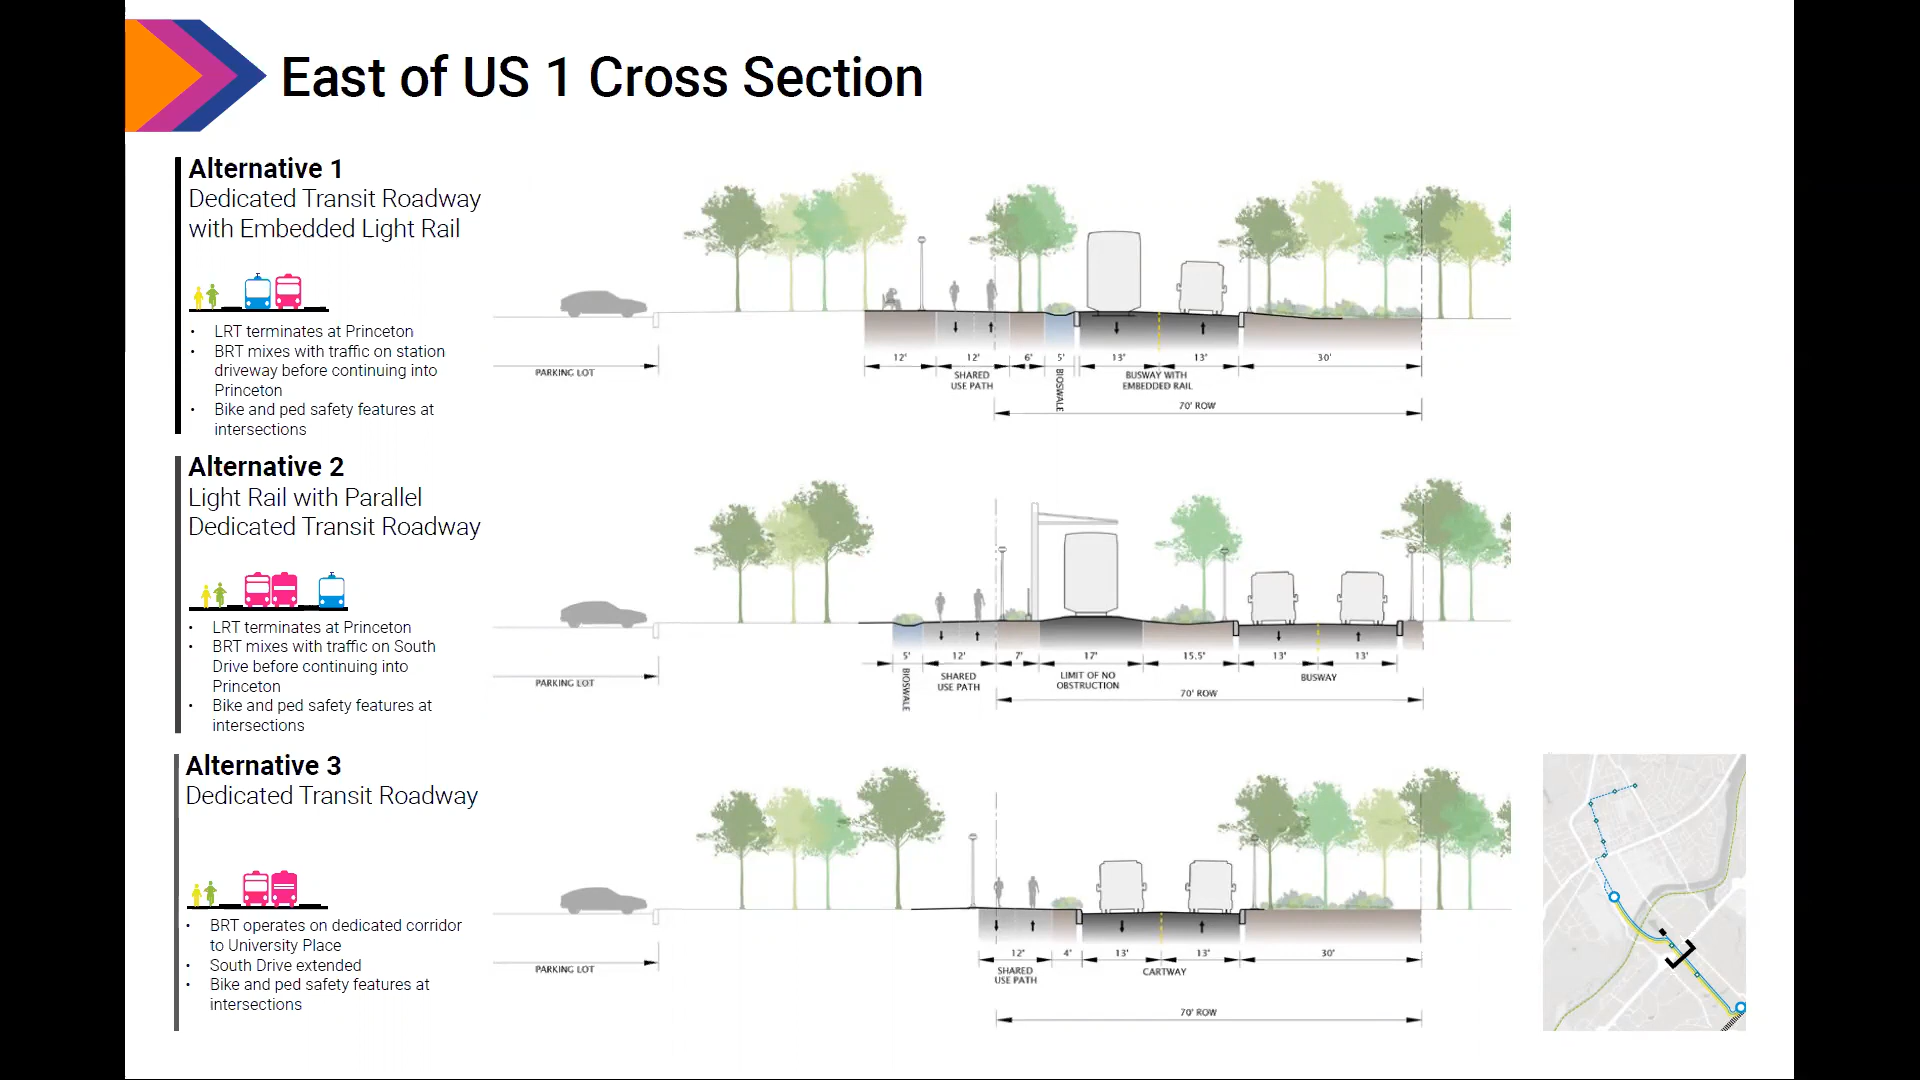 East of US 1 Cross Section
Alternative 1
Dedicated Transit Roadway
with Embedded Light Rail
• LRT terminates at Princeton
• BRT mixes with traffic on station
driveway before continuing into
Princeton
• Bike and ped safety features at
intersections
PARKING LOT
12'
12'
6'
5'
13'
13'
30'
SHARED
USE PATH
BIOSWALE
BUSWAY WITH
EMBEDDED RAIL
70' ROW
Alternative 2
Light Rail with Parallel
Dedicated Transit Roadway
• LRT terminates at Princeton
• BRT mixes with traffic on South
Drive before continuing into
Princeton
• Bike and ped safety features at
intersections
PARKING LOT
5'
12'
7'
17'
15.5'
13'
13'
BIOSWALE
SHARED
USE PATH
LIMIT OF NO
OBSTRUCTION
BUSWAY
70' ROW
Alternative 3
Dedicated Transit Roadway
• BRT operates on dedicated corridor
to University Place
• South Drive extended
• Bike and ped safety features at
intersections
PARKING LOT
12'
4'
13'
13'
30'
SHARED
USE PATH
CARTWAY
70' ROW